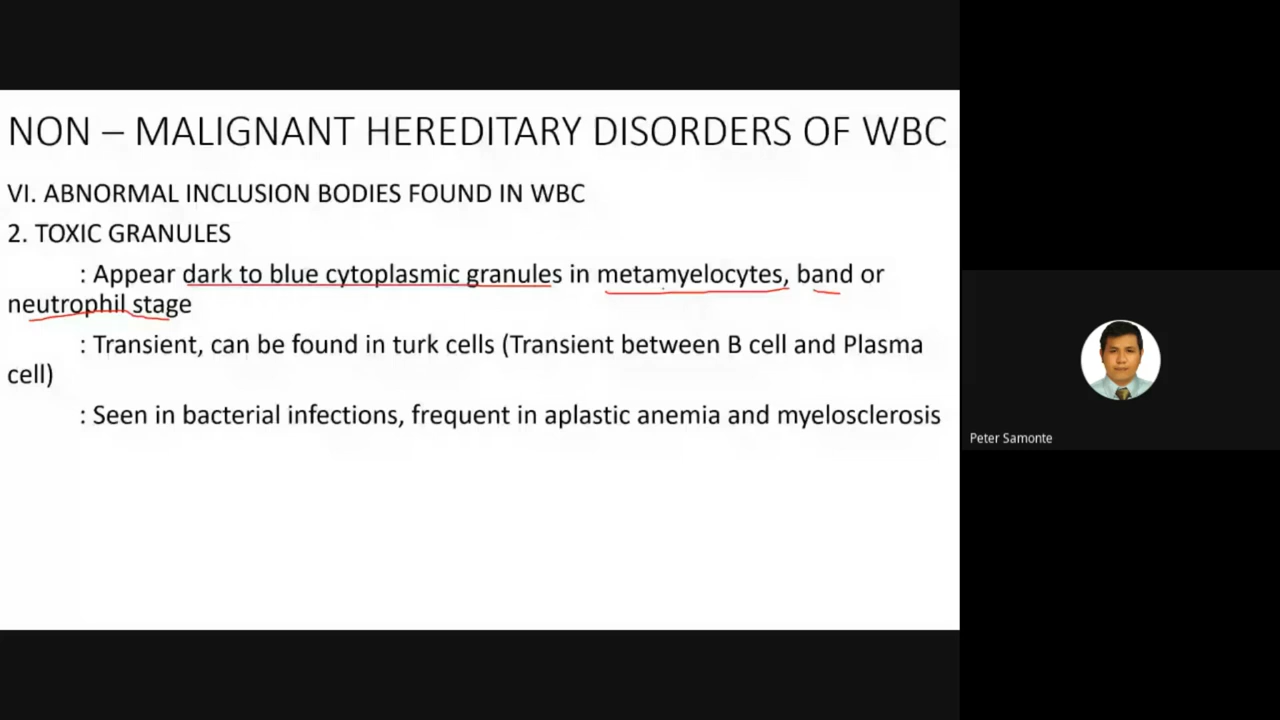 NON – MALIGNANT HEREDITARY DISORDERS OF WBC
VI. ABNORMAL INCLUSION BODIES FOUND IN WBC
2. TOXIC GRANULES
: Appear dark to blue cytoplasmic granules in metamyelocytes, band or
neutrophil stage
: Transient, can be found in turk cells (Transient between B cell and Plasma
cell)
: Seen in bacterial infections, frequent in aplastic anemia and myelosclerosis
Peter Samonte